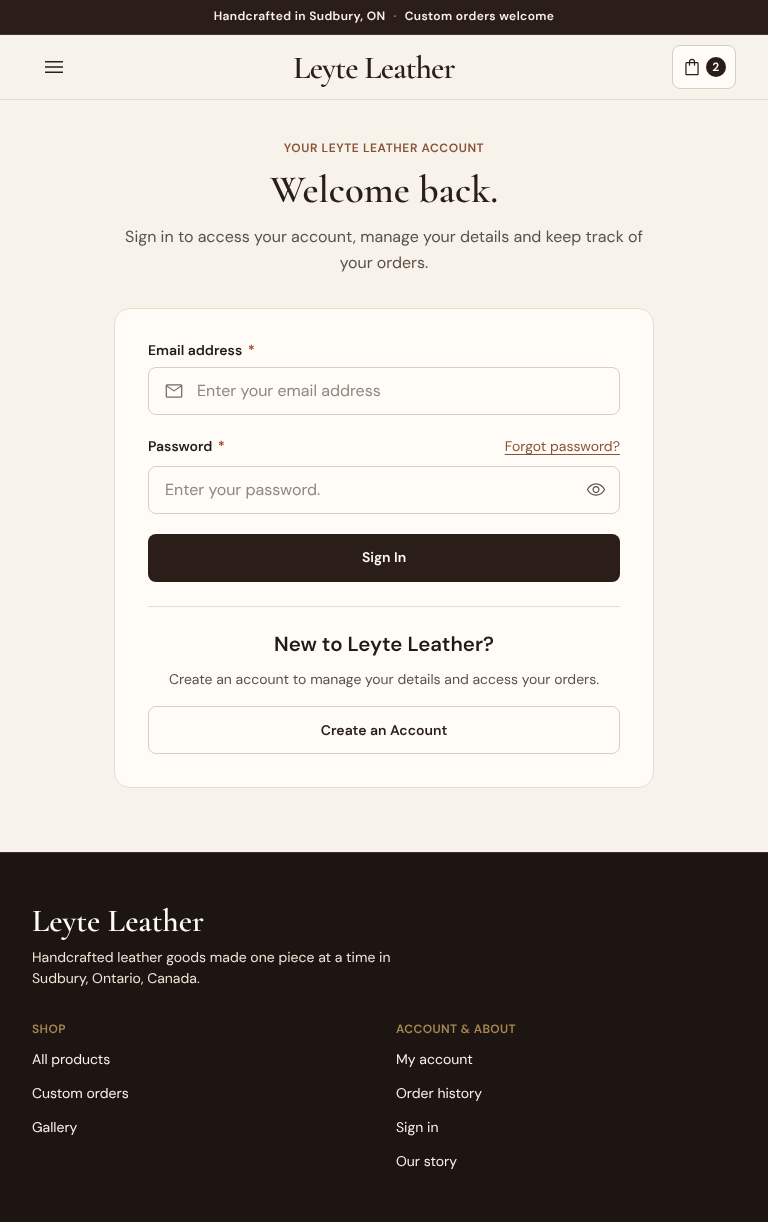 Handcrafted in Sudbury, ON · Custom orders welcome
Leyte Leather
2
YOUR LEYTE LEATHER ACCOUNT
Welcome back.
Sign in to access your account, manage your details and keep track of
your orders.
Email address *
Enter your email address
Password *
Forgot password?
Enter your password.
Sign In
New to Leyte Leather?
Create an account to manage your details and access your orders.
Create an Account
Leyte Leather
Handcrafted leather goods made one piece at a time in
Sudbury, Ontario, Canada.
SHOP
All products
Custom orders
Gallery
ACCOUNT & ABOUT
My account
Order history
Sign in
Our story